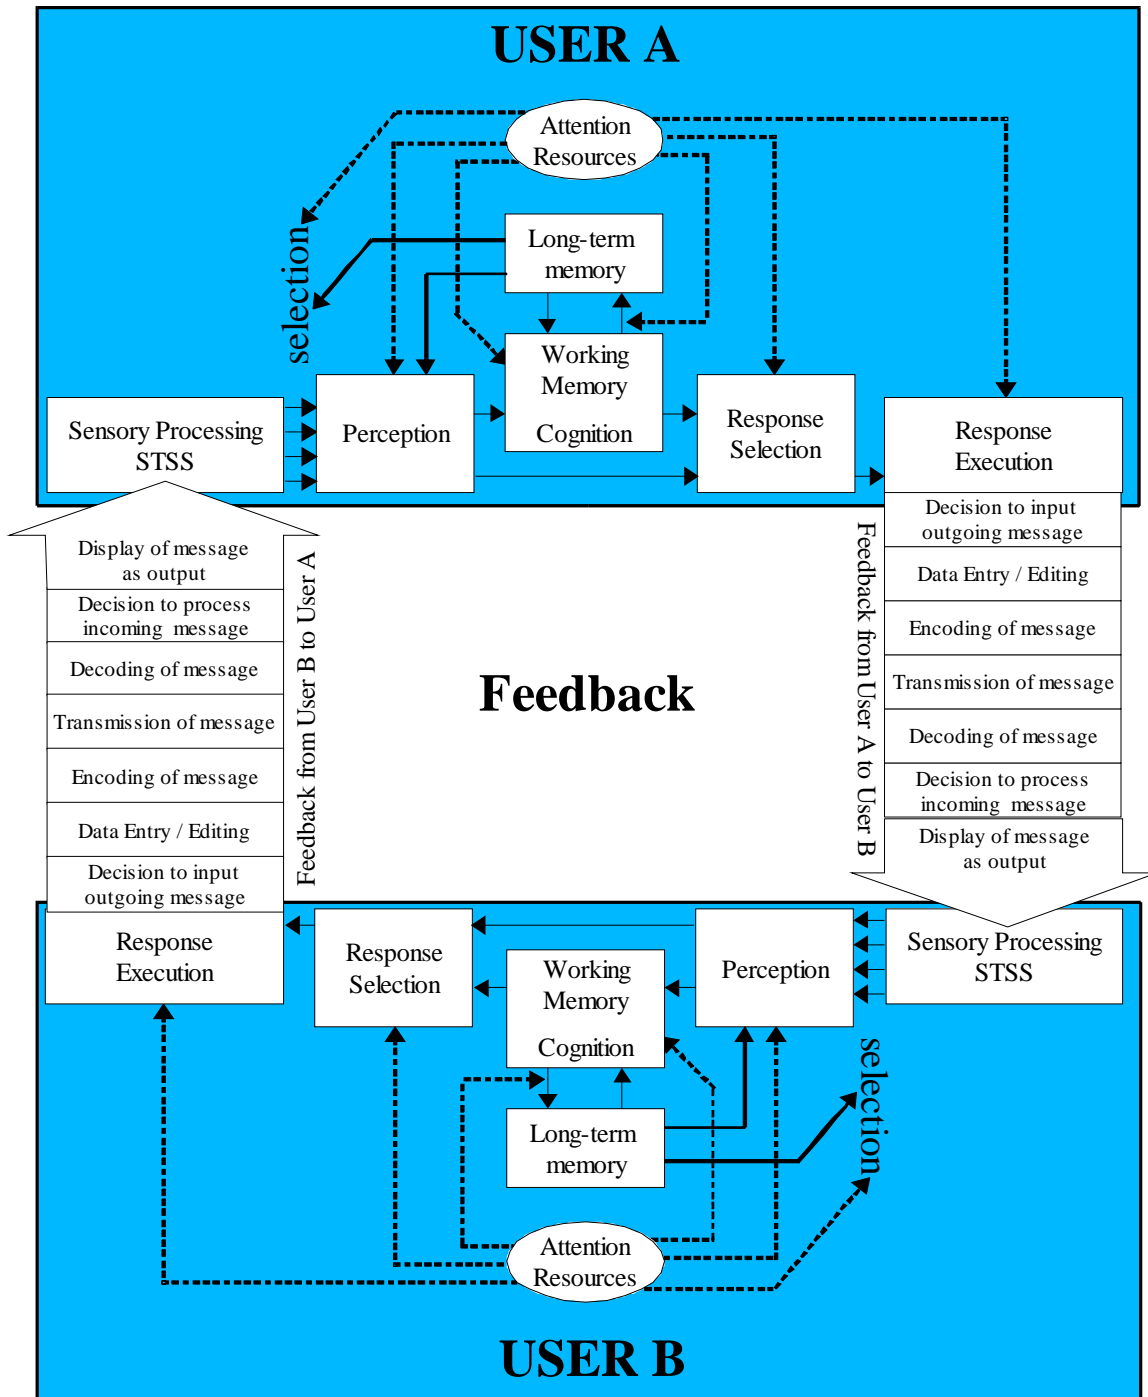 USER A
Attention
Resources
selection
Long-term
memory
Working
Memory
Cognition
Sensory Processing
STSS
Perception
Response
Selection
Response
Execution
Display of message
as output
Decision to process
incoming message
Decoding of message
Transmission of message
Encoding of message
Data Entry / Editing
Decision to input
outgoing message
Feedback from User B to User A
Feedback
Feedback from User A to User B
Decision to input
outgoing message
Data Entry / Editing
Encoding of message
Transmission of message
Decoding of message
Decision to process
incoming message
Display of message
as output
Response
Execution
Response
Selection
Working
Memory
Cognition
Perception
Sensory Processing
STSS
selection
Long-term
memory
Attention
Resources
USER B